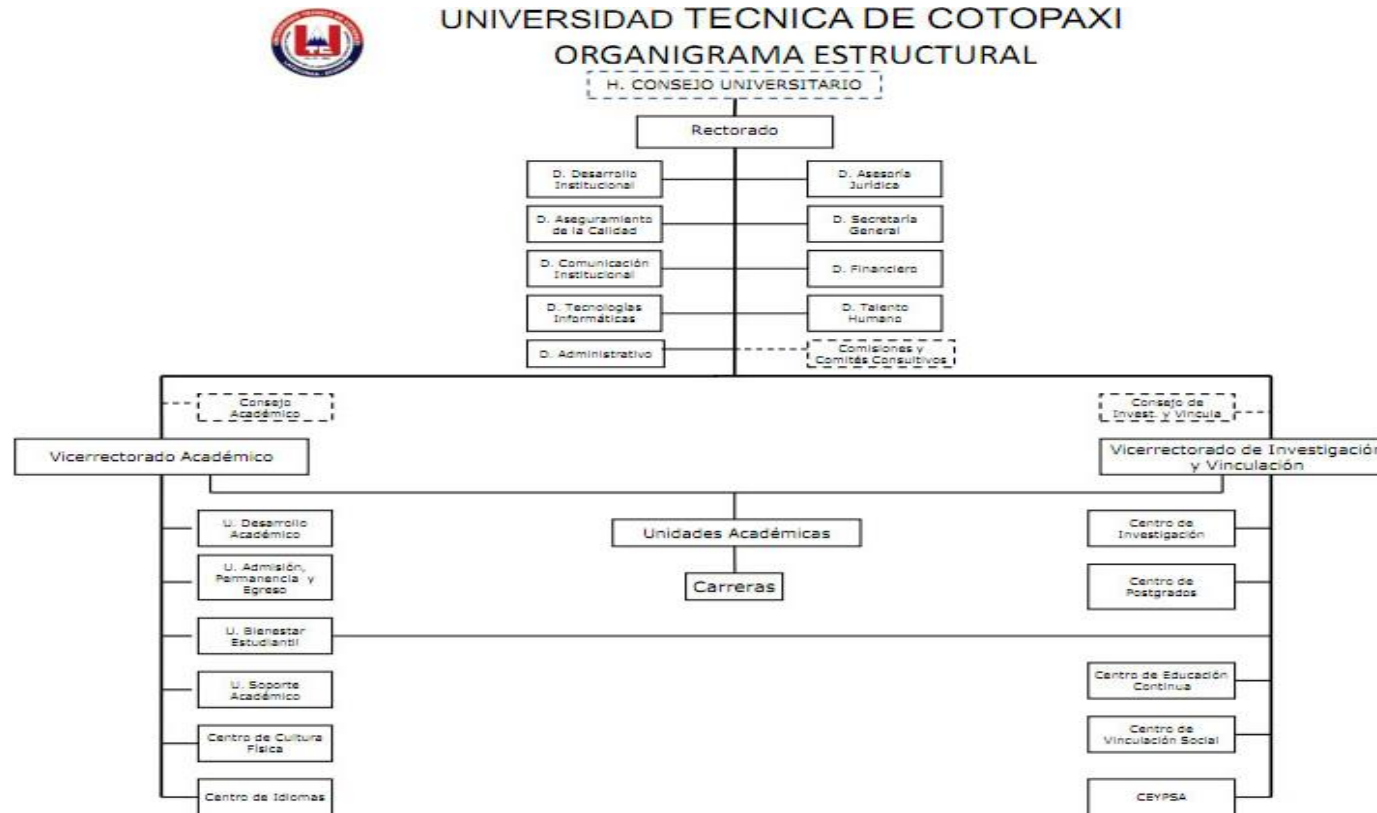 UNIVERSIDAD TECNICA DE COTOPAXI
ORGANIGRAMA ESTRUCTURAL
H. CONSEJO UNIVERSITARIO
Rectorado
D. Desarrollo
Institucional
D. Asesoría
Jurídica
D. Aseguramiento
de la Calidad
D. Secretaría
General
D. Comunicación
Institucional
D. Financiero
D. Tecnologías
Informáticas
D. Talento
Humano
D. Administrativo
Comisiones y
Comités Consultivos
Consejo
Académico
Consejo de
Invest. y Vincula
Vicerrectorado Académico
Vicerrectorado de Investigación
y Vinculación
U. Desarrollo
Académico
Unidades Académicas
Centro de
Investigación
U. Admisión,
Permanencia y
Egreso
Carreras
Centro de
Postgrados
U. Bienestar
Estudiantil
U. Soporte
Académico
Centro de Educación
Continua
Centro de Cultura
Física
Centro de
Vinculación Social
Centro de Idiomas
CEYPSA